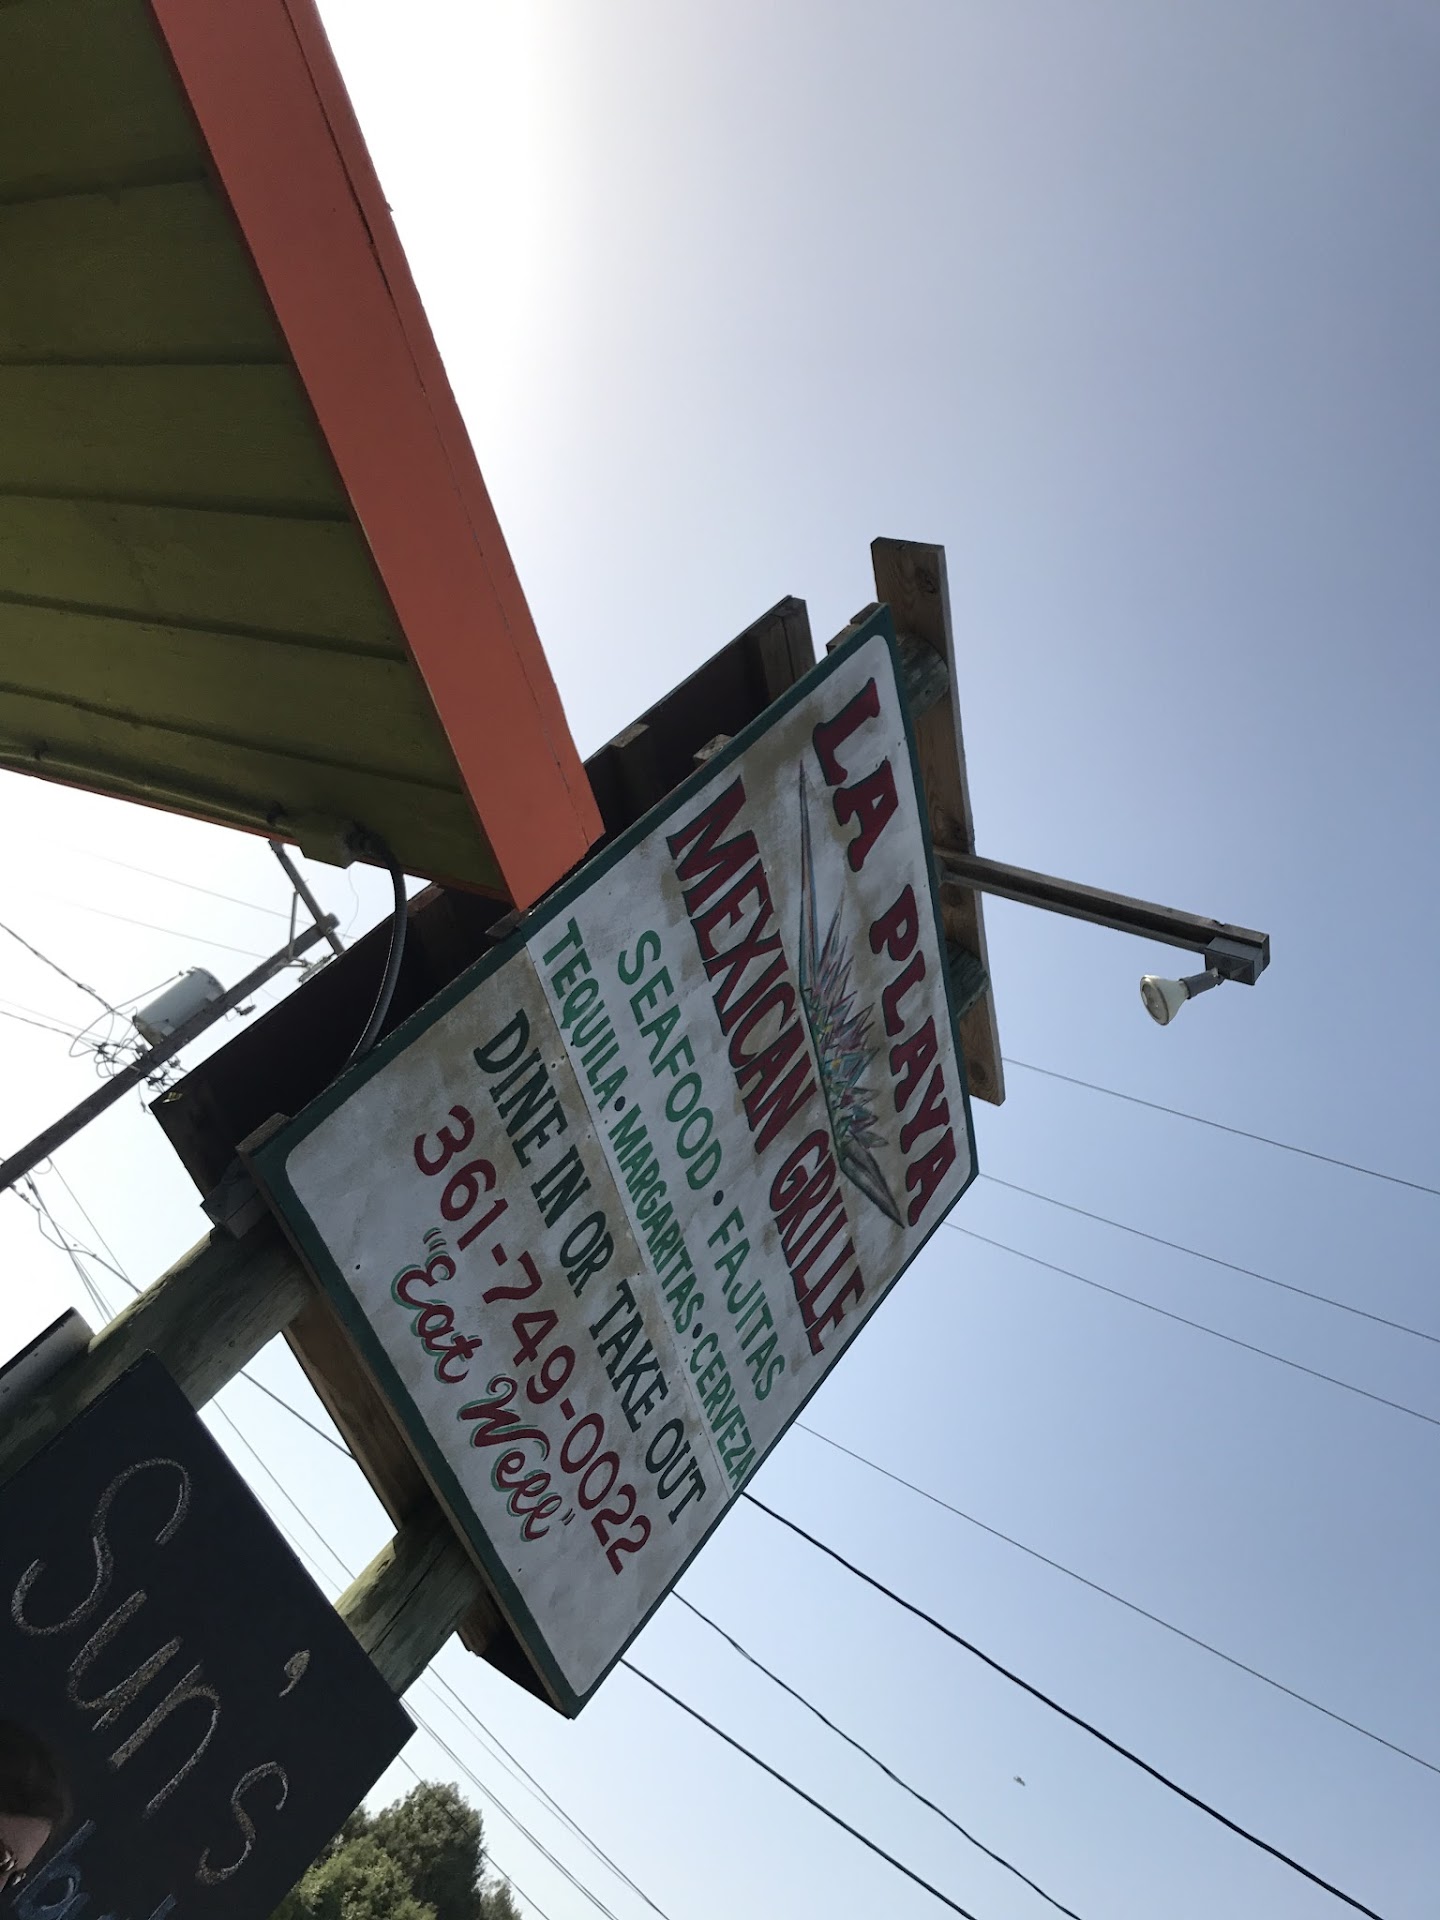 LA PLAYA
MEXICAN GRILLE
SEAFOOD • FAJITAS
TEQUILA • MARGARITAS • CERVEZA
DINE IN OR TAKE OUT
361-749-0022
"Eat Well"
Sun's